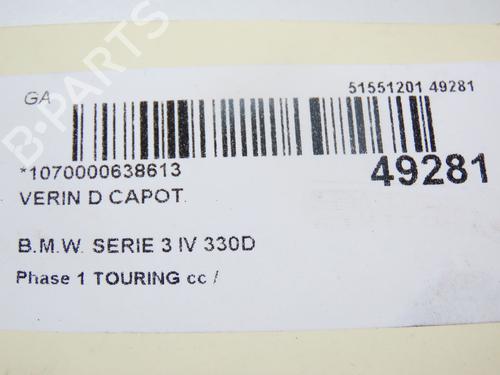 B-PARTS
GA
51551201 49281
*1070000638613
49281
VERIN D CAPOT.
B.M.W. SERIE 3 IV 330D
Phase 1 TOURING cc /